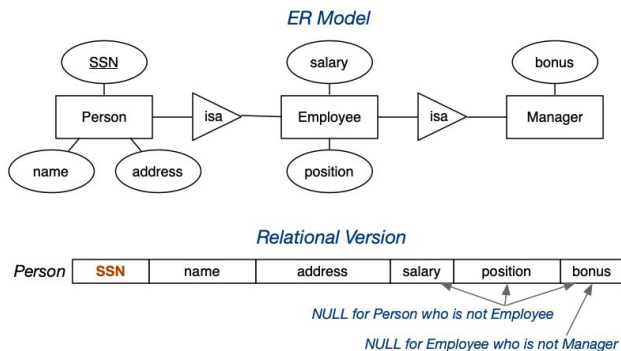 ER Model
SSN
salary
bonus
Person
isa
Employee
isa
Manager
name
address
position
Relational Version
Person SSN name address salary position bonus
NULL for Person who is not Employee
NULL for Employee who is not Manager